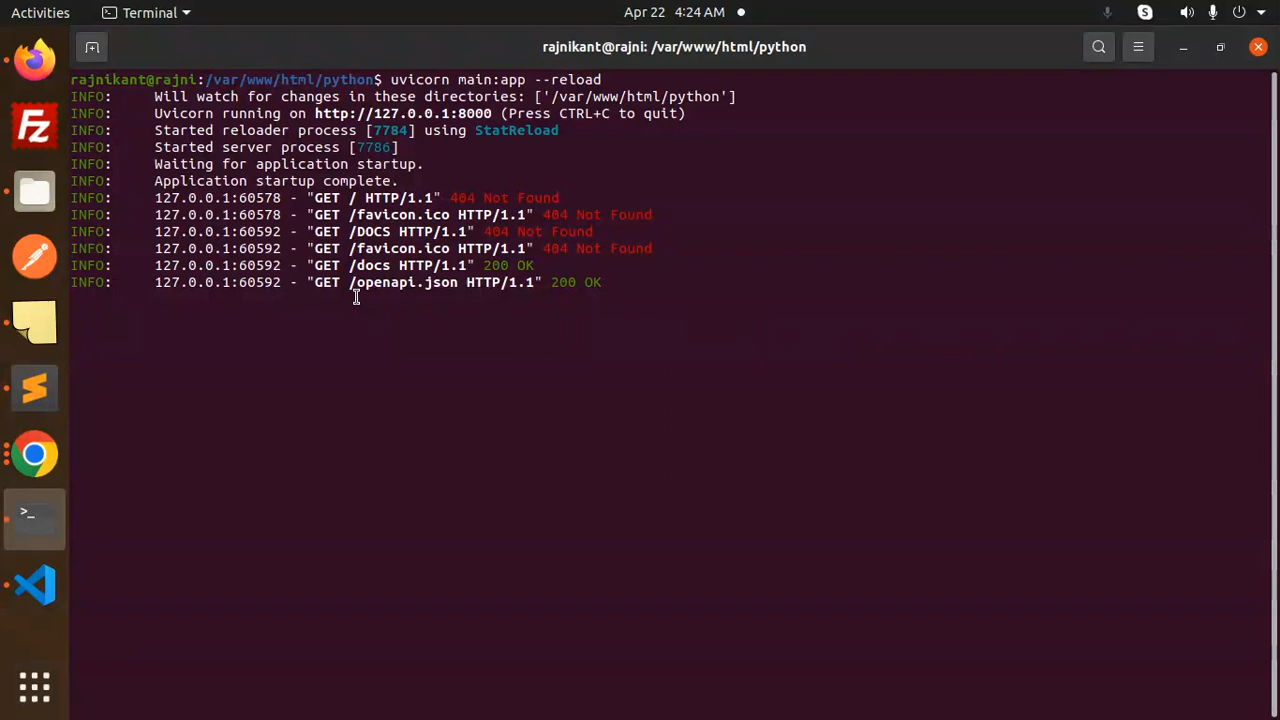 Activities
Terminal
Apr 22 4:24 AM
rajnikant@rajni: /var/www/html/python
rajnikant@rajni:/var/www/html/python$ uvicorn main:app --reload
INFO: Will watch for changes in these directories: ['/var/www/html/python']
INFO: Uvicorn running on http://127.0.0.1:8000 (Press CTRL+C to quit)
INFO: Started reloader process [7784] using StatReload
INFO: Started server process [7786]
INFO: Waiting for application startup.
INFO: Application startup complete.
INFO: 127.0.0.1:60578 - "GET / HTTP/1.1" 404 Not Found
INFO: 127.0.0.1:60578 - "GET /favicon.ico HTTP/1.1" 404 Not Found
INFO: 127.0.0.1:60592 - "GET /DOCS HTTP/1.1" 404 Not Found
INFO: 127.0.0.1:60592 - "GET /favicon.ico HTTP/1.1" 404 Not Found
INFO: 127.0.0.1:60592 - "GET /docs HTTP/1.1" 200 OK
INFO: 127.0.0.1:60592 - "GET /openapi.json HTTP/1.1" 200 OK